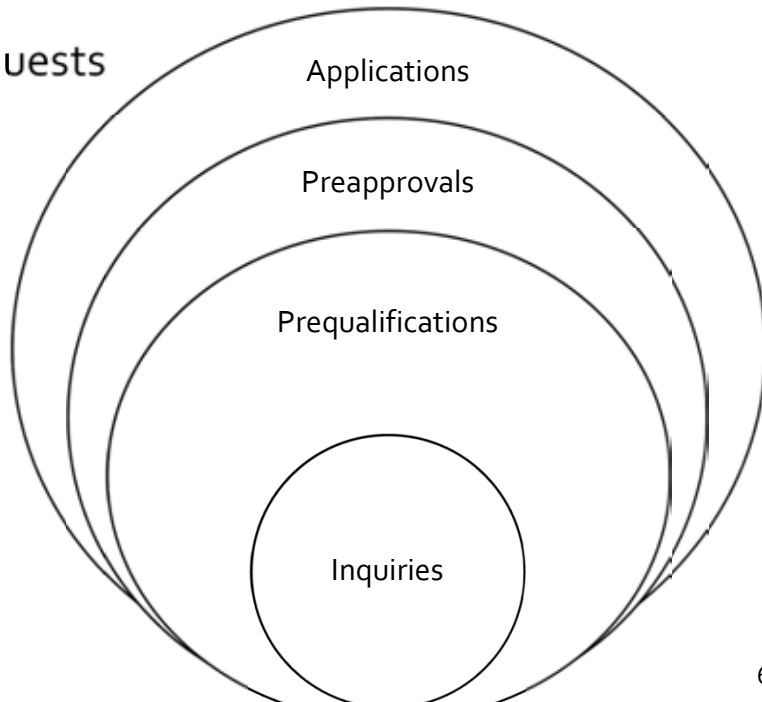 uests
Applications
Preapprovals
Prequalifications
Inquiries